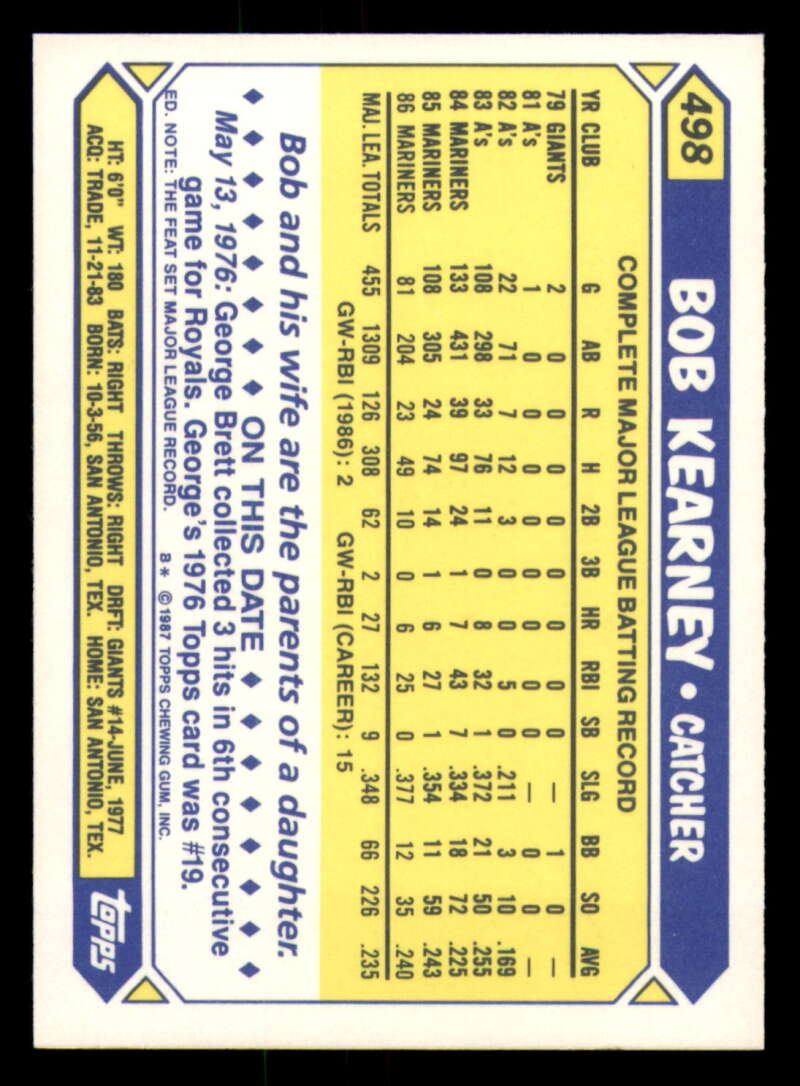 498
BOB KEARNEY • CATCHER
COMPLETE MAJOR LEAGUE BATTING RECORD
YR CLUB G AB R H 2B 3B HR RBI SB SLG BB SO AVG
79 GIANTS 2 0 0 0 0 0 0 0 0 — 1 0 —
81 A's 1 0 0 0 0 0 0 0 0 — 0 0 —
82 A's 22 71 7 12 3 0 0 5 0 .211 3 10 .169
83 A's 108 298 33 76 11 0 8 32 1 .372 21 50 .255
84 MARINERS 133 431 39 97 24 1 7 43 7 .334 18 72 .225
85 MARINERS 108 305 24 74 14 1 6 27 1 .354 11 59 .243
86 MARINERS 81 204 23 49 10 0 6 25 0 .377 12 35 .240
MAJ. LEA. TOTALS 455 1309 126 308 62 2 27 132 9 .348 66 226 .235
GW-RBI (1986): 2 GW-RBI (CAREER): 15
Bob and his wife are the parents of a daughter.
ON THIS DATE
May 13, 1976: George Brett collected 3 hits in 6th consecutive
game for Royals. George's 1976 Topps card was #19.
ED. NOTE: THE FEAT SET MAJOR LEAGUE RECORD. B* ©1987 TOPPS CHEWING GUM, INC.
HT: 6'0" WT: 180 BATS: RIGHT THROWS: RIGHT DRFT: GIANTS #14-JUNE, 1977
ACQ: TRADE, 11-21-83 BORN: 10-3-56, SAN ANTONIO, TEX. HOME: SAN ANTONIO, TEX.
topps